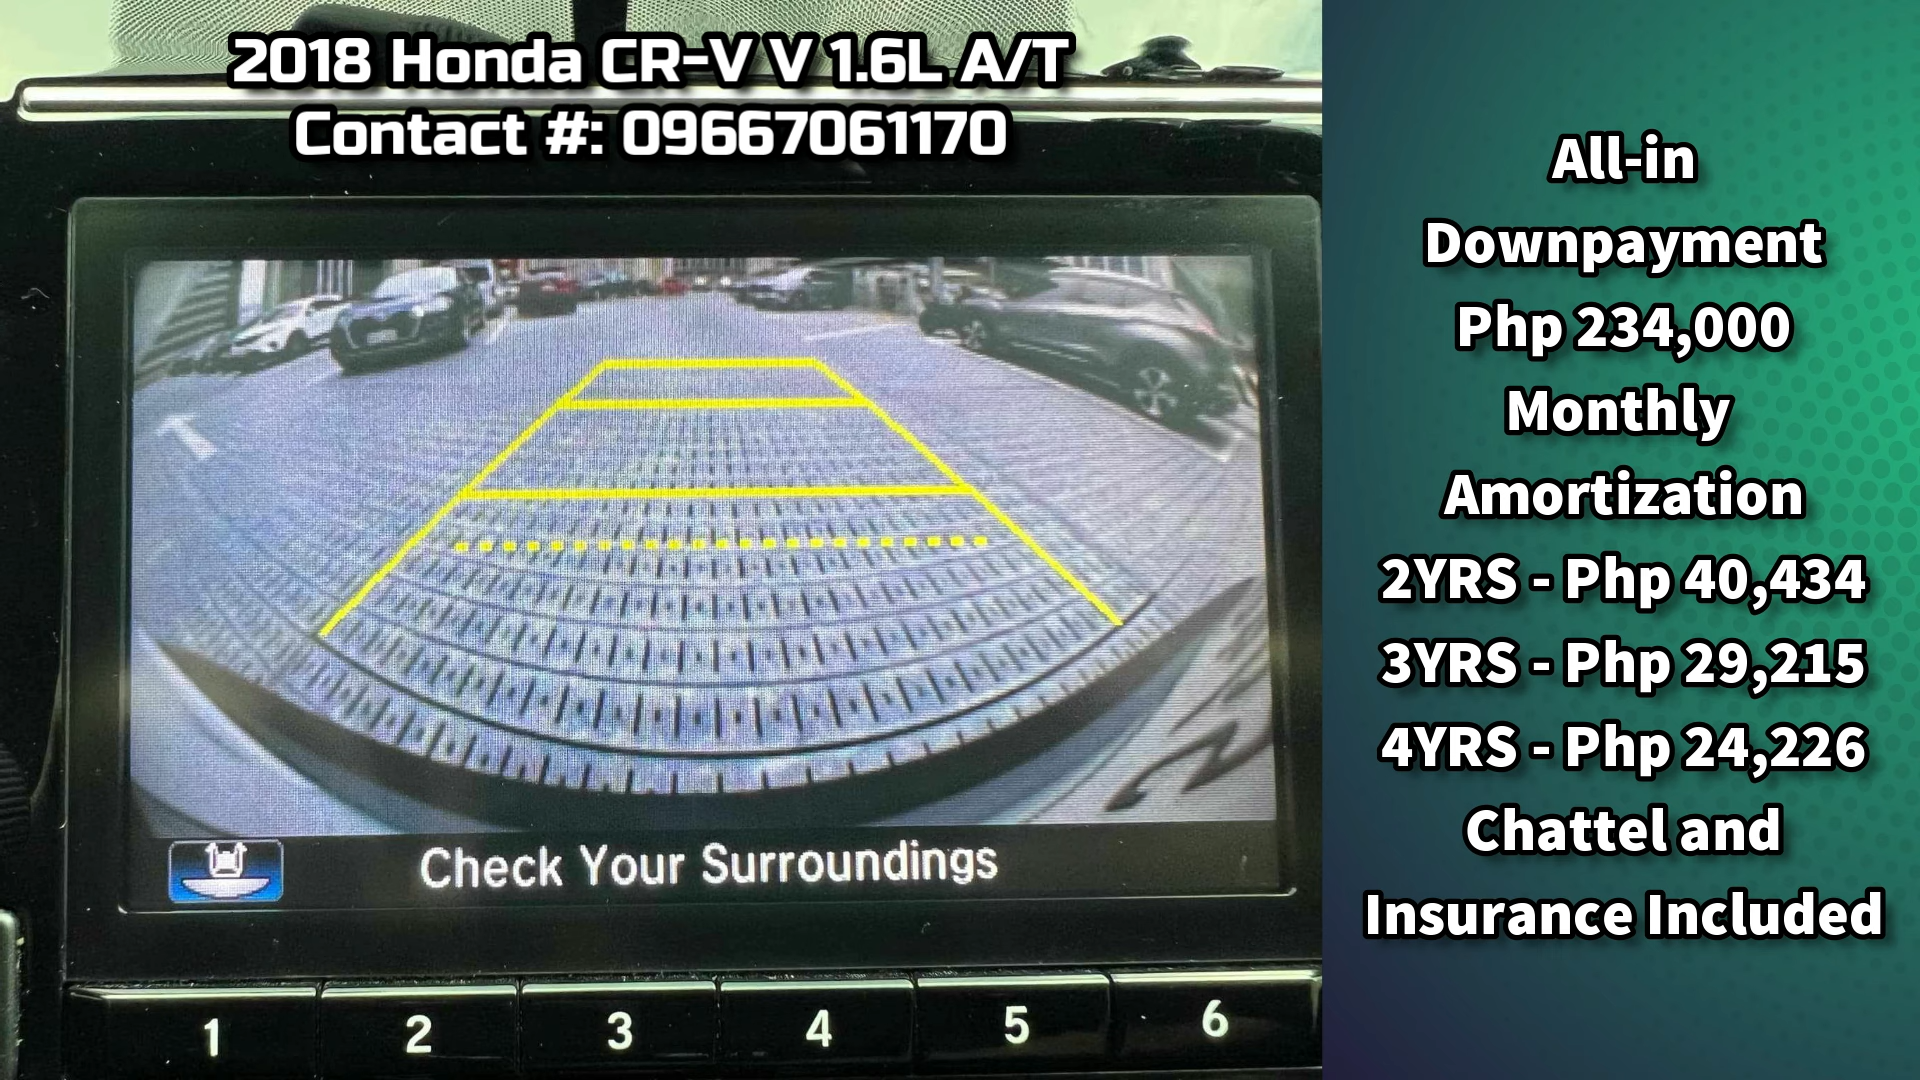 2018 Honda CR-V V 1.6L A/T
Contact #: 09667061170
All-in
Downpayment
Php 234,000
Monthly
Amortization
2YRS - Php 40,434
3YRS - Php 29,215
4YRS - Php 24,226
Chattel and
Insurance Included
Check Your Surroundings
1 2 3 4 5 6